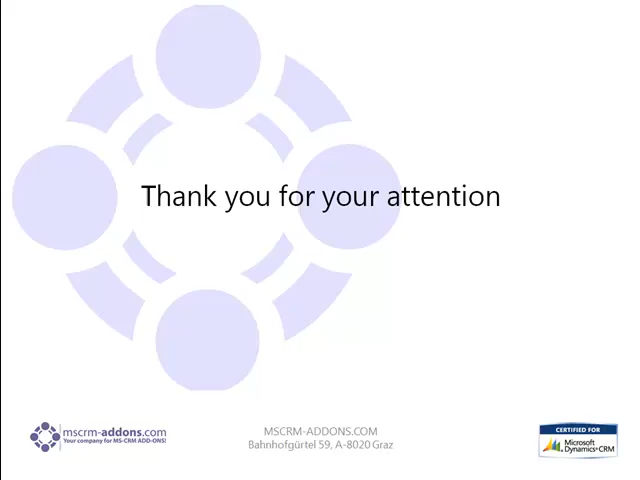 Thank you for your attention
mscrm-addons.com
Your company for MS-CRM ADD-ONS!
MSCRM-ADDONS.COM
Bahnhofgürtel 59, A-8020 Graz
CERTIFIED FOR
Microsoft
Dynamics CRM